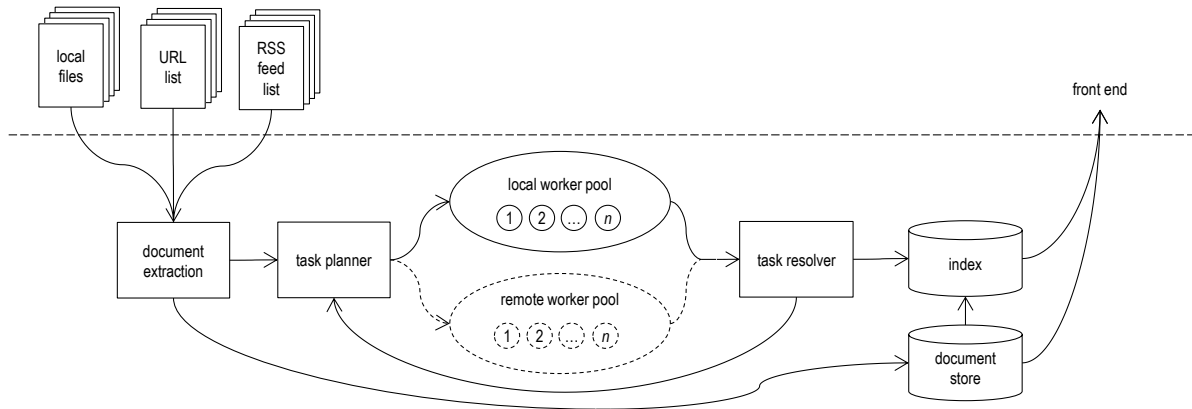 local
files
URL
list
RSS
feed
list
front end
local worker pool
1 2 ... n
document
extraction
task planner
task resolver
index
remote worker pool
1 2 ... n
document
store